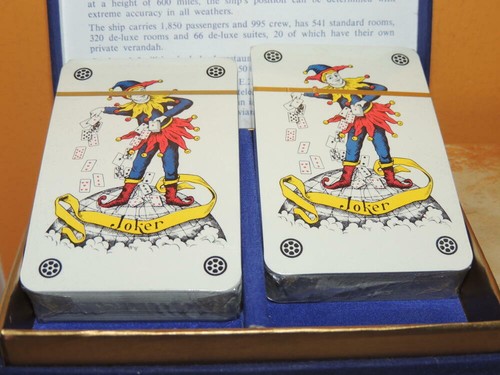 at a height of 600 miles, the ship's position can be determined with
extreme accuracy in all weathers.
The ship carries 1,850 passengers and 995 crew, has 541 standard rooms,
320 de-luxe rooms and 66 de-luxe suites, 20 of which have their own
private verandah.
Joker
Joker